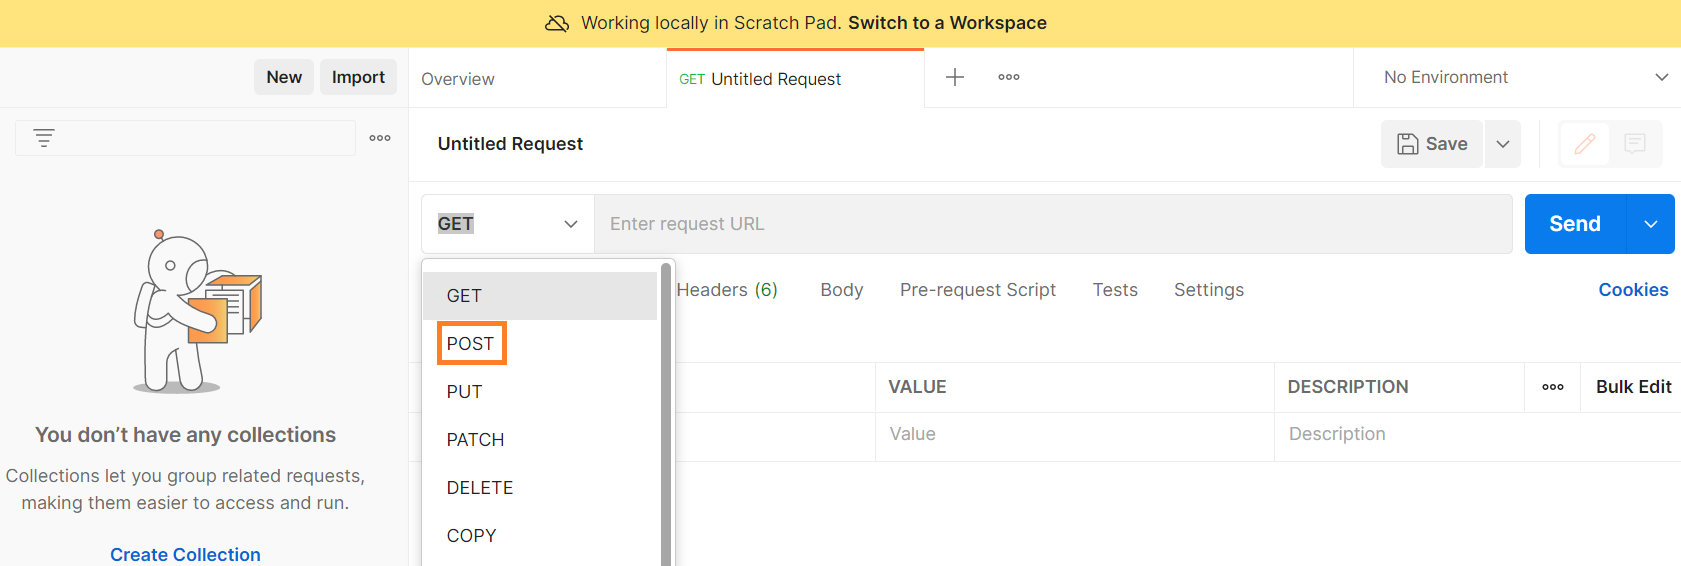 Working locally in Scratch Pad. Switch to a Workspace
New Import
Overview
GET Untitled Request
No Environment
Untitled Request
Save
GET
Enter request URL
Send
GET
POST
PUT
PATCH
DELETE
COPY
Headers (6) Body Pre-request Script Tests Settings Cookies
VALUE DESCRIPTION Bulk Edit
Value Description
You don’t have any collections
Collections let you group related requests,
making them easier to access and run.
Create Collection